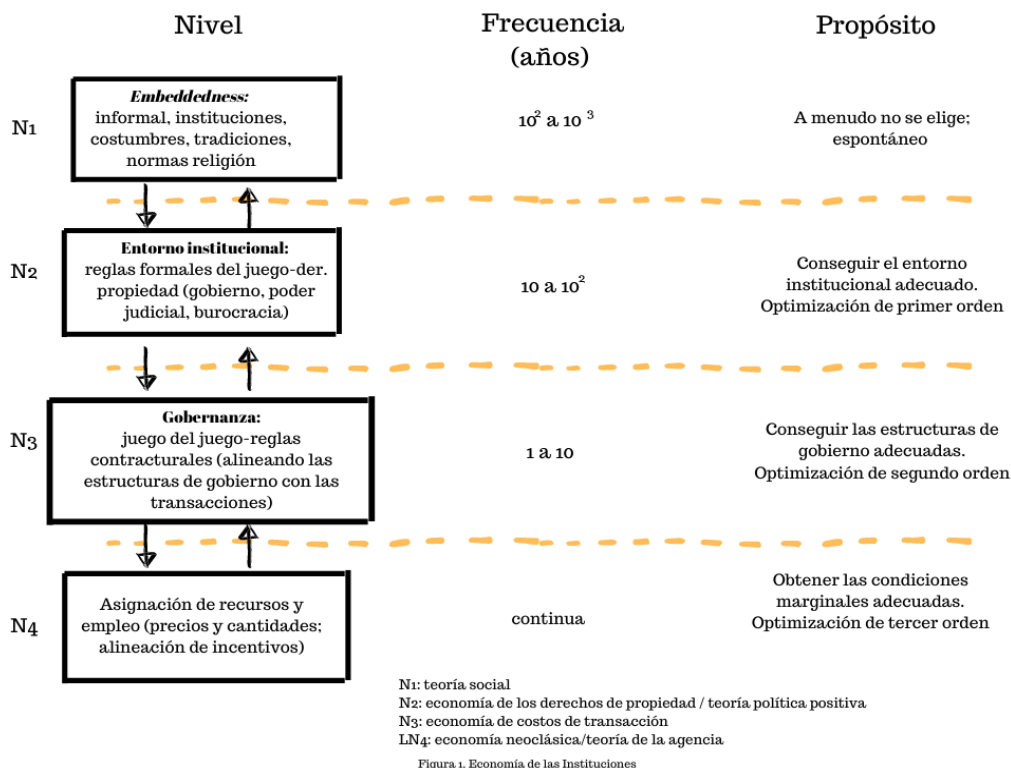 Nivel
Frecuencia
(años)
Propósito
N1
Embeddedness:
informal, instituciones,
costumbres, tradiciones,
normas religión
10² a 10 ³
A menudo no se elige;
espontáneo
N2
Entorno institucional:
reglas formales del juego-der.
propiedad (gobierno, poder
judicial, burocracia)
10 a 10²
Conseguir el entorno
institucional adecuado.
Optimización de primer orden
N3
Gobernanza:
juego del juego-reglas
contracturales (alineando las
estructuras de gobierno con las
transacciones)
1 a 10
Conseguir las estructuras de
gobierno adecuadas.
Optimización de segundo orden
N4
Asignación de recursos y
empleo (precios y cantidades;
alineación de incentivos)
continua
Obtener las condiciones
marginales adecuadas.
Optimización de tercer orden
N1: teoría social
N2: economía de los derechos de propiedad / teoría política positiva
N3: economía de costos de transacción
LN4: economía neoclásica/teoría de la agencia
Figura 1. Economía de las Instituciones